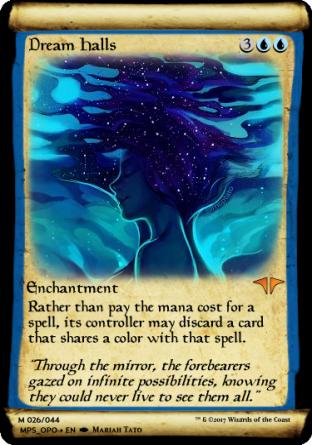 Dream halls
3
Enchantment
Rather than pay the mana cost for a
spell, its controller may discard a card
that shares a color with that spell.
"Through the mirror, the forebearers
gazed on infinite possibilities, knowing
they could never live to see them all."
M 026/044
MPS_OPO • EN Mariah Tato
™ & ©2017 Wizards of the Coast